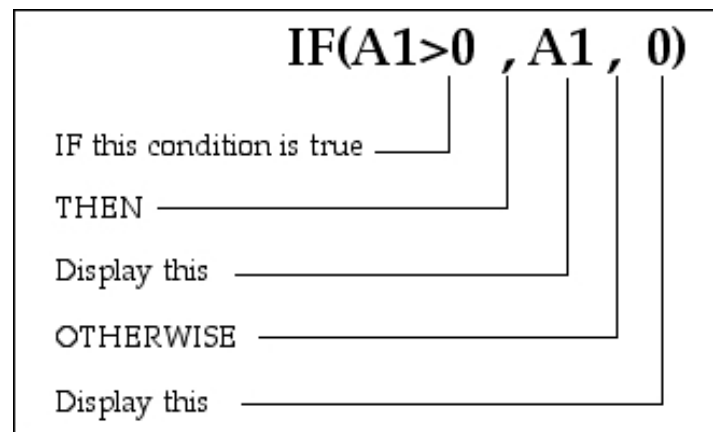 IF(A1>0 , A1 , 0)
IF this condition is true
THEN
Display this
OTHERWISE
Display this